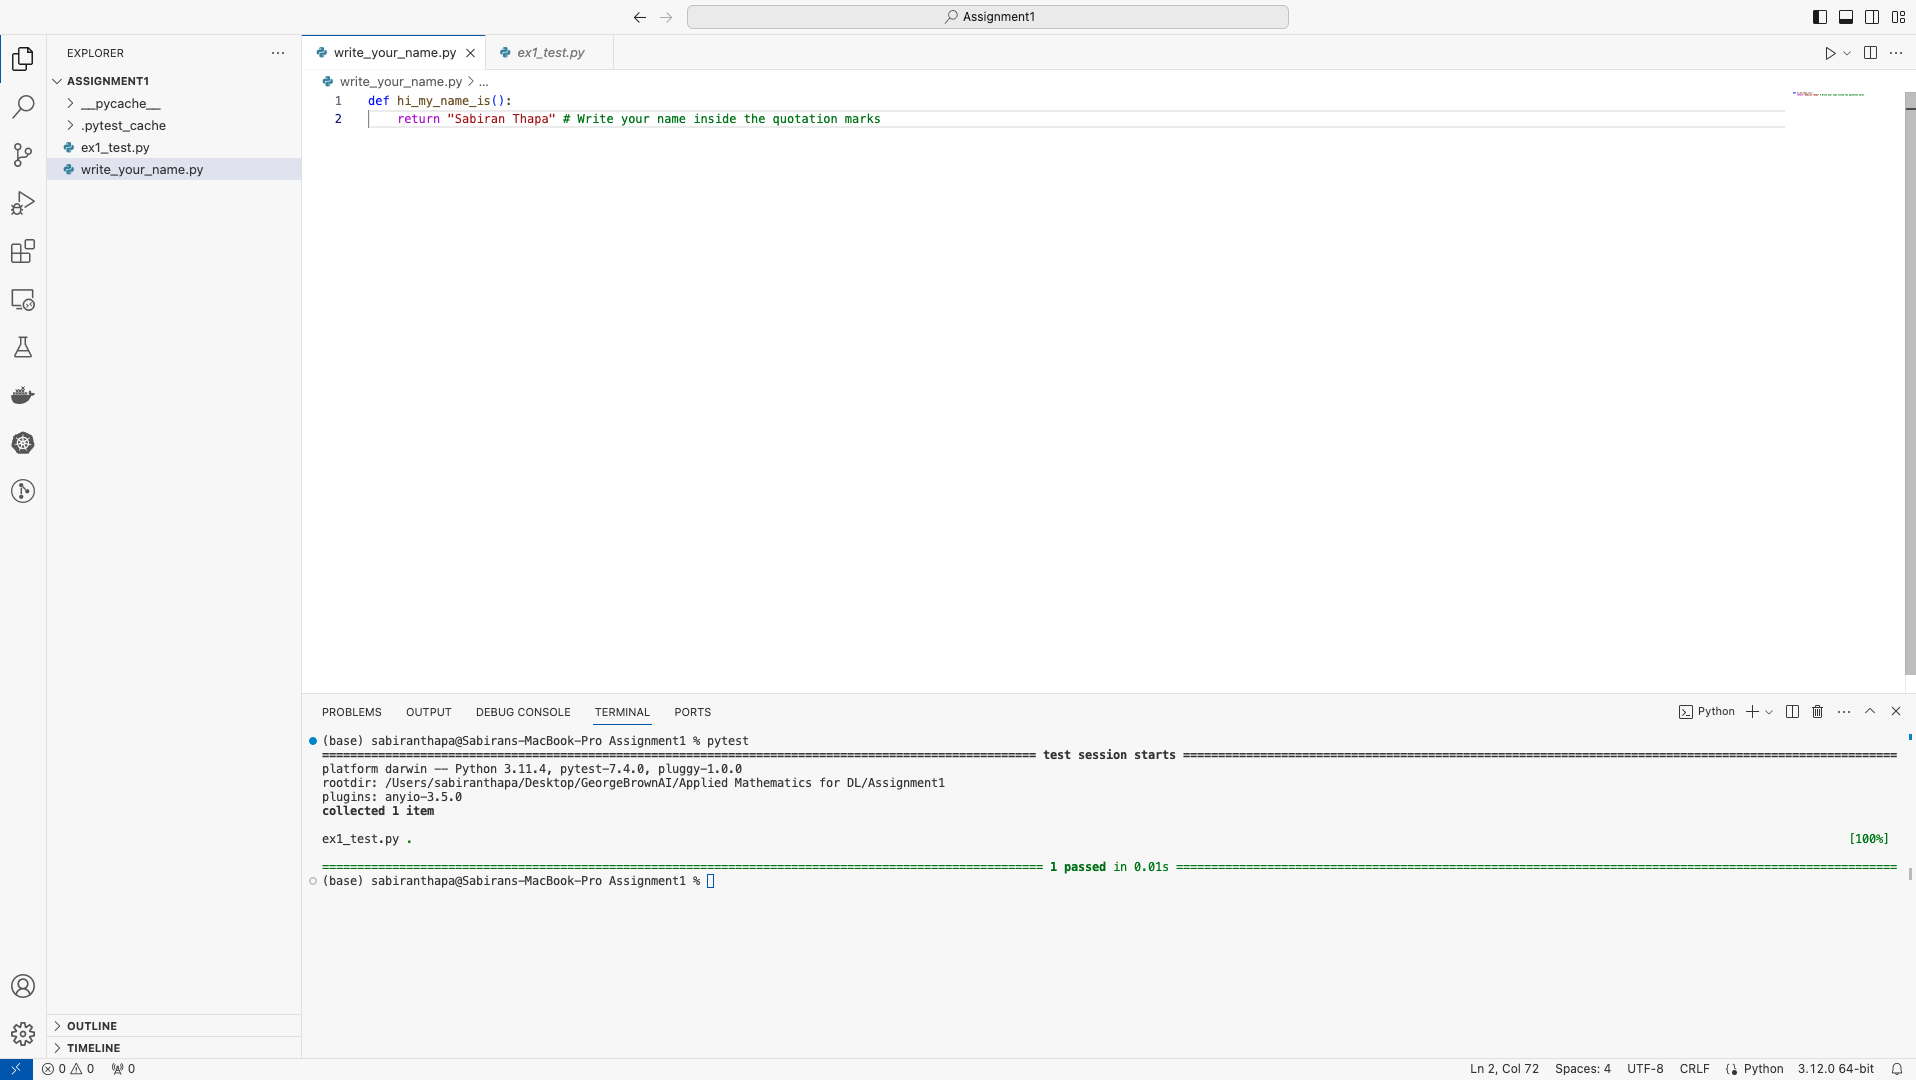 Assignment1
EXPLORER
ASSIGNMENT1
__pycache__
.pytest_cache
ex1_test.py
write_your_name.py
OUTLINE
TIMELINE
write_your_name.py
ex1_test.py
write_your_name.py > ...
1 def hi_my_name_is():
2 return "Sabiran Thapa" # Write your name inside the quotation marks
PROBLEMS OUTPUT DEBUG CONSOLE TERMINAL PORTS
Python
(base) sabiranthapa@Sabirans-MacBook-Pro Assignment1 % pytest
test session starts
platform darwin -- Python 3.11.4, pytest-7.4.0, pluggy-1.0.0
rootdir: /Users/sabiranthapa/Desktop/GeorgeBrownAI/Applied Mathematics for DL/Assignment1
plugins: anyio-3.5.0
collected 1 item
ex1_test.py . [100%]
1 passed in 0.01s
(base) sabiranthapa@Sabirans-MacBook-Pro Assignment1 %
0 0 0 Ln 2, Col 72 Spaces: 4 UTF-8 CRLF Python 3.12.0 64-bit